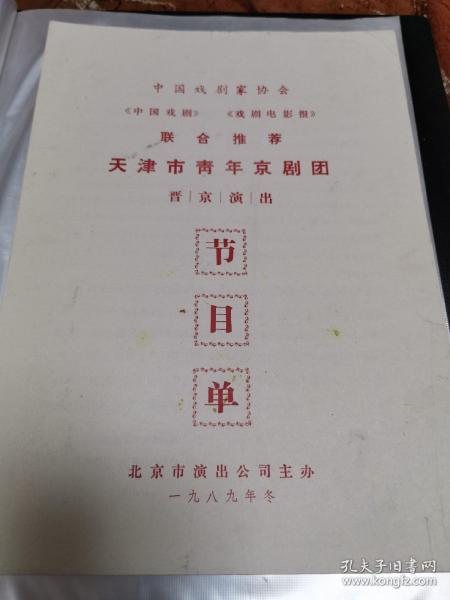 中国戏剧家协会
《中国戏剧》 《戏剧电影报》
联合推荐
天津市青年京剧团
晋京演出
节
目
单
北京市演出公司主办
一九八九年冬
孔夫子旧书网
www.kongfz.com